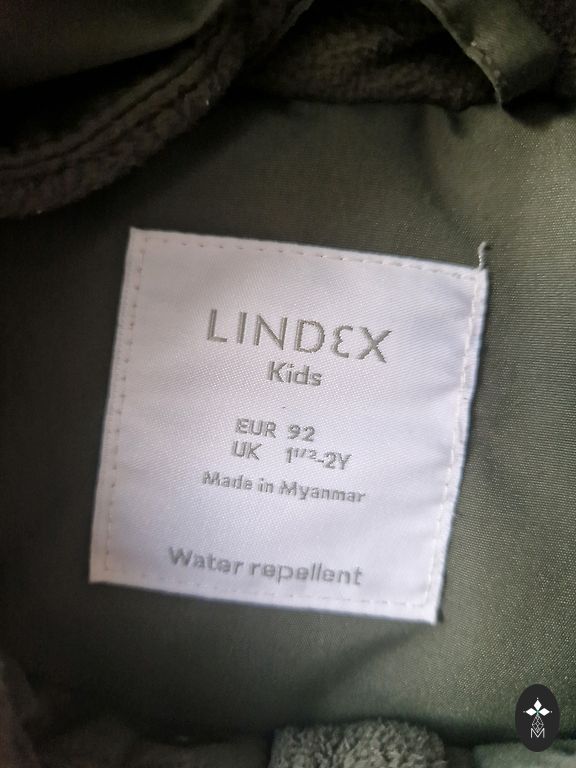 LINDEX
Kids
EUR 92
UK 1 1/2-2Y
Made in Myanmar
Water repellent
M